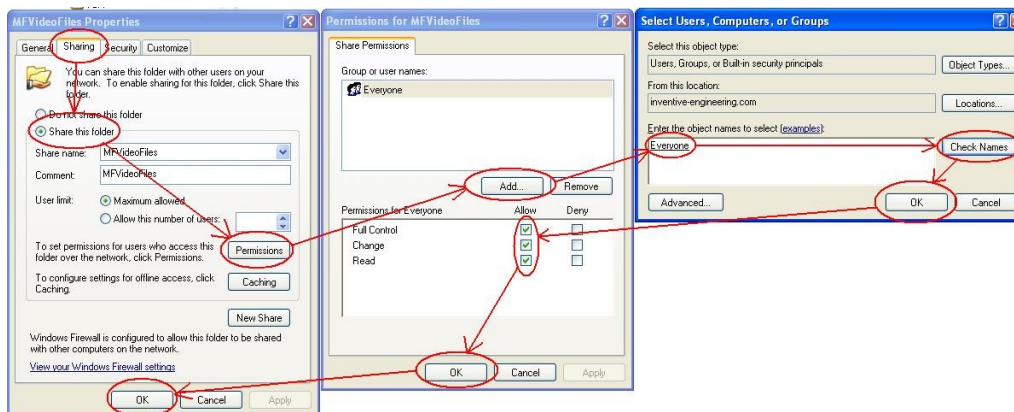 MFVideoFiles Properties
General Sharing Security Customize
You can share this folder with other users on your
network. To enable sharing for this folder, click Share this
folder.
Do not share this folder
Share this folder
Share name: MFVideoFiles
Comment: MFVideoFiles
User limit: Maximum allowed
Allow this number of users:
To set permissions for users who access this
folder over the network, click Permissions.
Permissions
To configure settings for offline access, click
Caching.
Caching
New Share
Windows Firewall is configured to allow this folder to be shared
with other computers on the network.
View your Windows Firewall settings
OK Cancel Apply
Permissions for MFVideoFiles
Share Permissions
Group or user names:
Everyone
Add... Remove
Permissions for Everyone Allow Deny
Full Control
Change
Read
OK Cancel Apply
Select Users, Computers, or Groups
Select this object type:
Users, Groups, or Built-in security principals
Object Types...
From this location:
inventive-engineering.com
Locations...
Enter the object names to select (examples):
Everyone
Check Names
Advanced...
OK Cancel